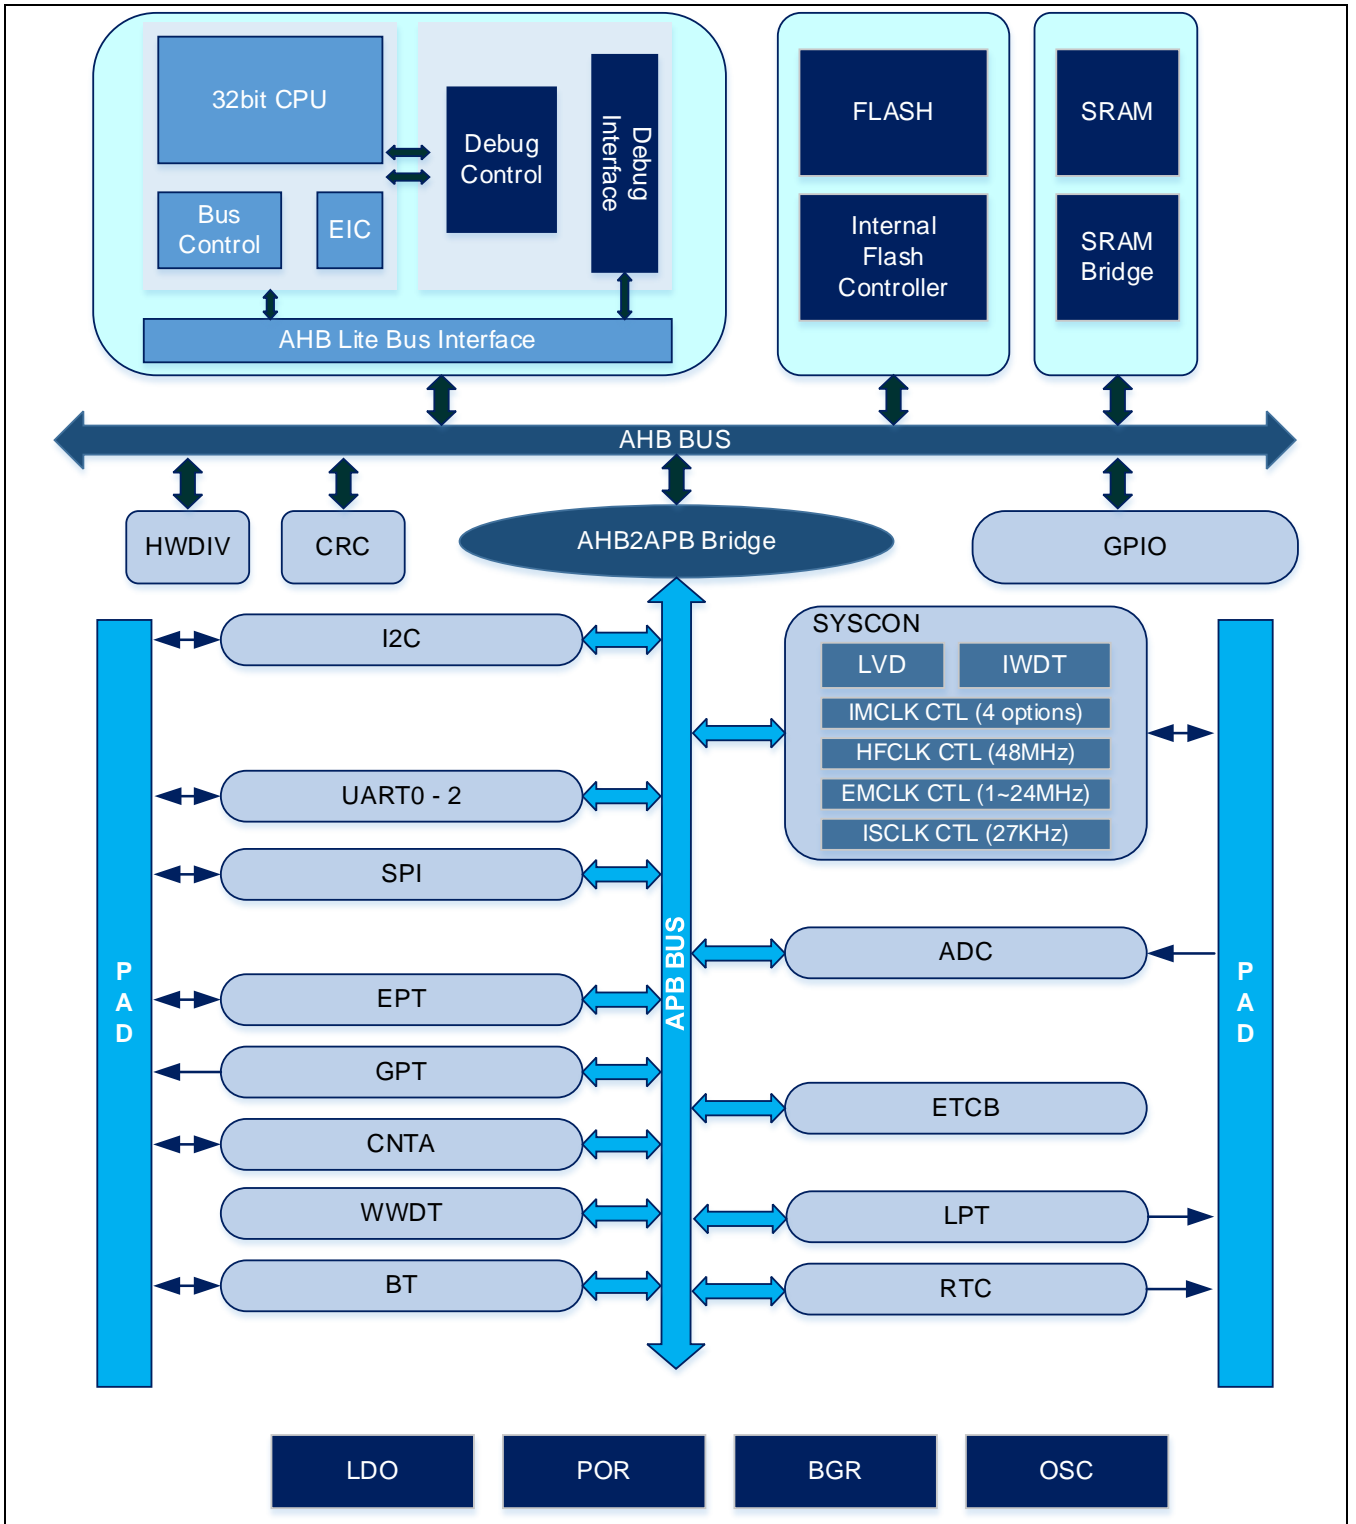 32bit CPU
Bus
Control
EIC
Debug
Control
Debug
Interface
AHB Lite Bus Interface
FLASH
Internal
Flash
Controller
SRAM
SRAM
Bridge
AHB BUS
HWDIV
CRC
AHB2APB Bridge
GPIO
PAD
I2C
UART0 - 2
SPI
EPT
GPT
CNTA
WWDT
BT
APB BUS
SYSCON
LVD
IWDT
IMCLK CTL (4 options)
HFCLK CTL (48MHz)
EMCLK CTL (1~24MHz)
ISCLK CTL (27KHz)
ADC
ETCB
LPT
RTC
PAD
LDO
POR
BGR
OSC